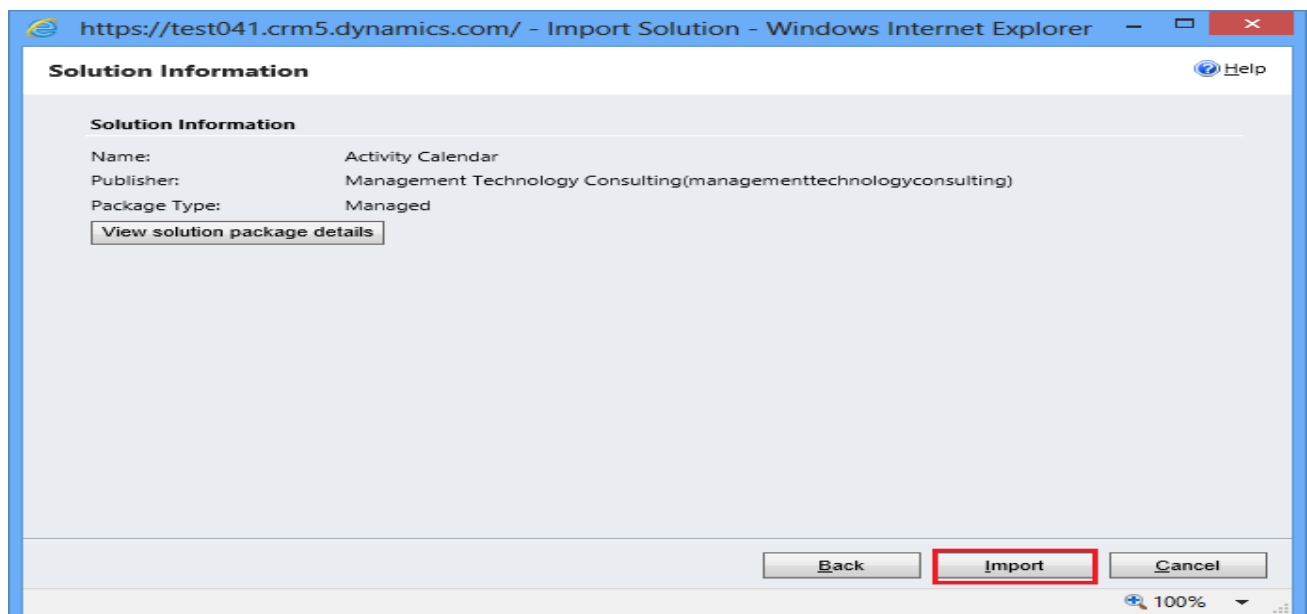 https://test041.crm5.dynamics.com/ - Import Solution - Windows Internet Explorer
Solution Information
Help
Solution Information
Name: Activity Calendar
Publisher: Management Technology Consulting(managementtechnologyconsulting)
Package Type: Managed
View solution package details
Back Import Cancel
100%